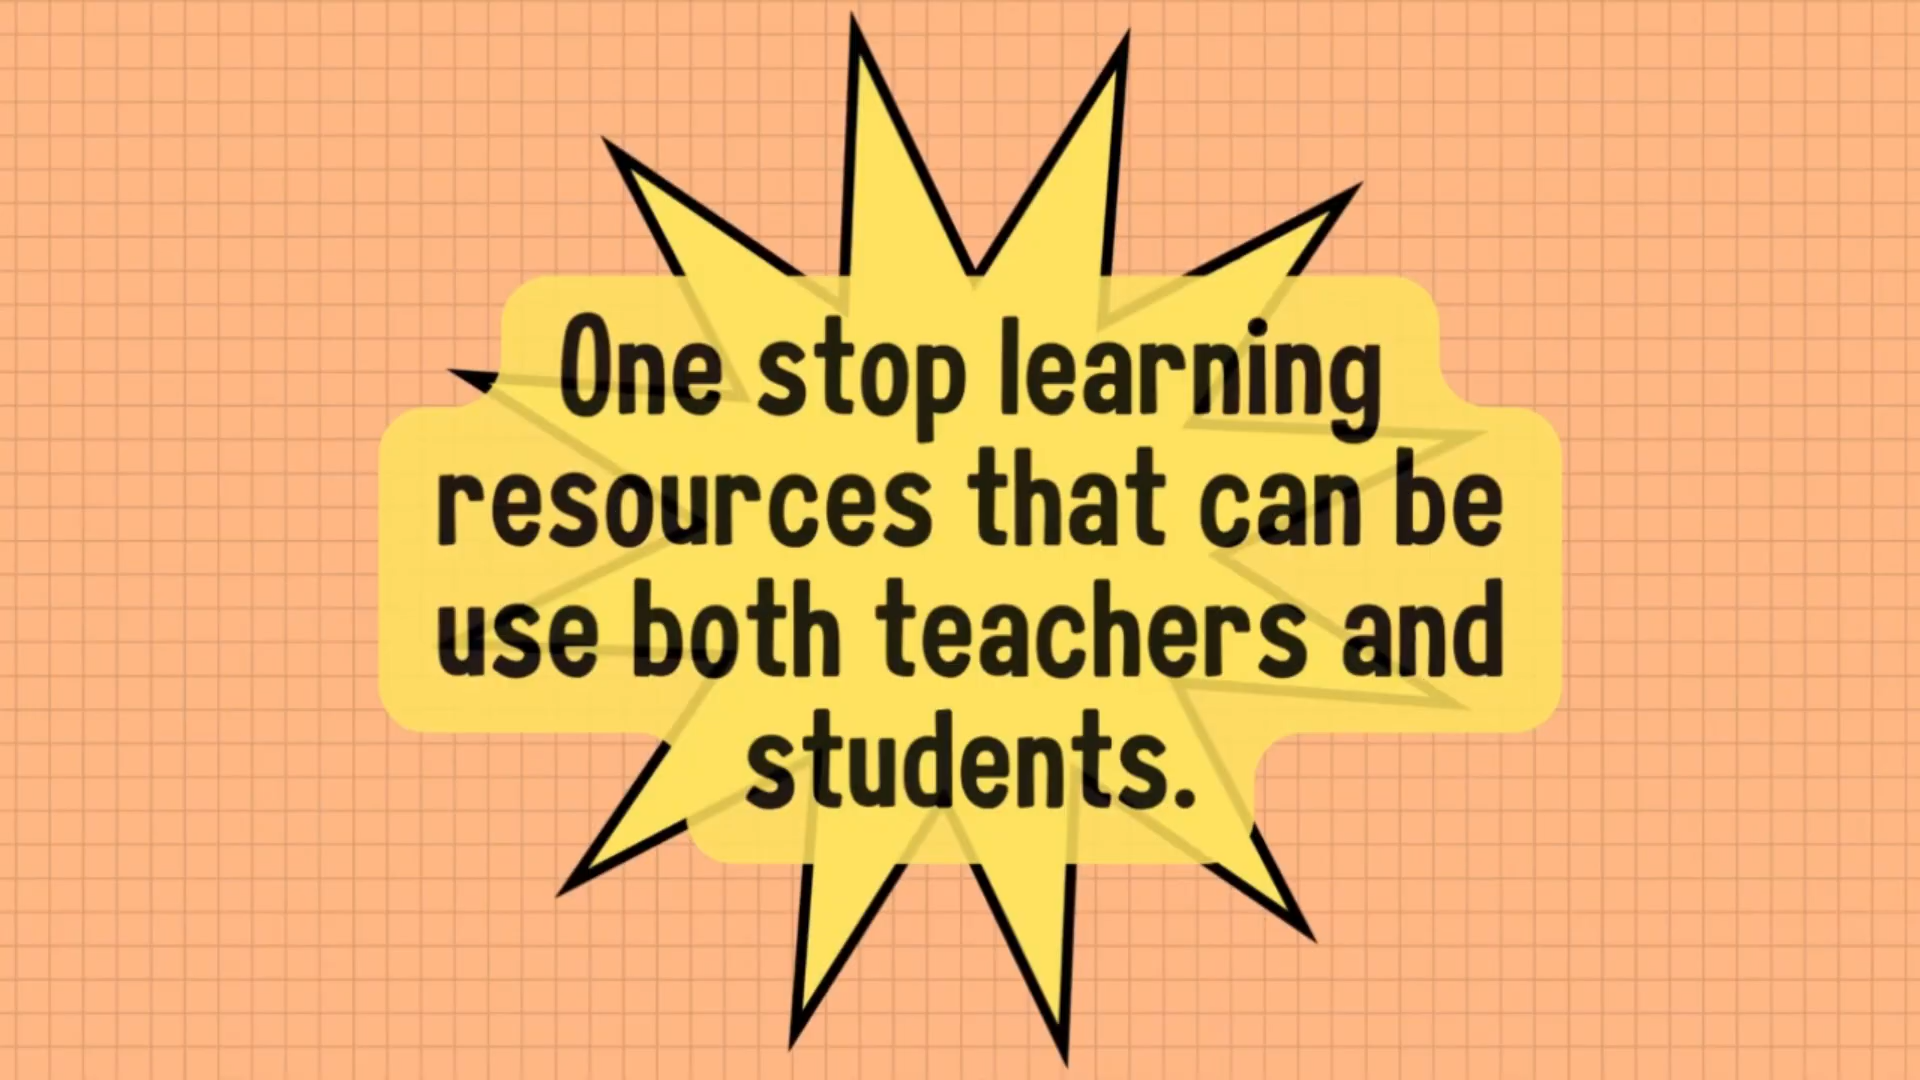 One stop learning
resources that can be
use both teachers and
students.